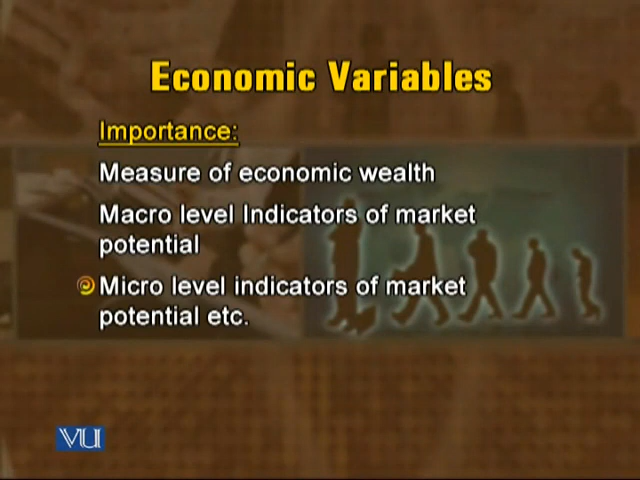 Economic Variables
Importance:
Measure of economic wealth
Macro level Indicators of market
potential
Micro level indicators of market
potential etc.
VU